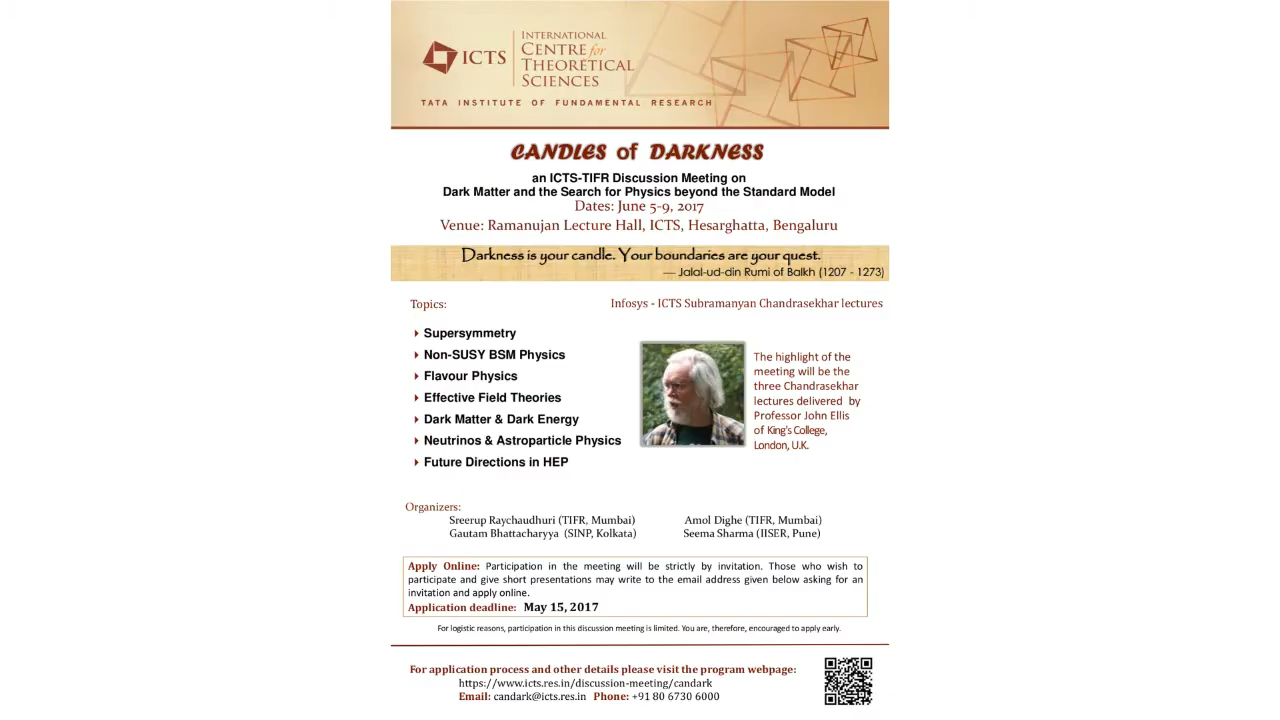 ICTS
INTERNATIONAL
CENTRE for
THEORETICAL
SCIENCES
TATA INSTITUTE OF FUNDAMENTAL RESEARCH
CANDLES of DARKNESS
an ICTS-TIFR Discussion Meeting on
Dark Matter and the Search for Physics beyond the Standard Model
Dates: June 5-9, 2017
Venue: Ramanujan Lecture Hall, ICTS, Hesarghatta, Bengaluru
Darkness is your candle. Your boundaries are your quest.
— Jalal-ud-din Rumi of Balkh (1207 - 1273)
Topics:
Supersymmetry
Non-SUSY BSM Physics
Flavour Physics
Effective Field Theories
Dark Matter & Dark Energy
Neutrinos & Astroparticle Physics
Future Directions in HEP
Infosys - ICTS Subramanyan Chandrasekhar lectures
The highlight of the
meeting will be the
three Chandrasekhar
lectures delivered by
Professor John Ellis
of King's College,
London, U.K.
Organizers:
Sreerup Raychaudhuri (TIFR, Mumbai) Amol Dighe (TIFR, Mumbai)
Gautam Bhattacharyya (SINP, Kolkata) Seema Sharma (IISER, Pune)
Apply Online: Participation in the meeting will be strictly by invitation. Those who wish to
participate and give short presentations may write to the email address given below asking for an
invitation and apply online.
Application deadline: May 15, 2017
For logistic reasons, participation in this discussion meeting is limited. You are, therefore, encouraged to apply early.
For application process and other details please visit the program webpage:
https://www.icts.res.in/discussion-meeting/candark
Email: candark@icts.res.in Phone: +91 80 6730 6000